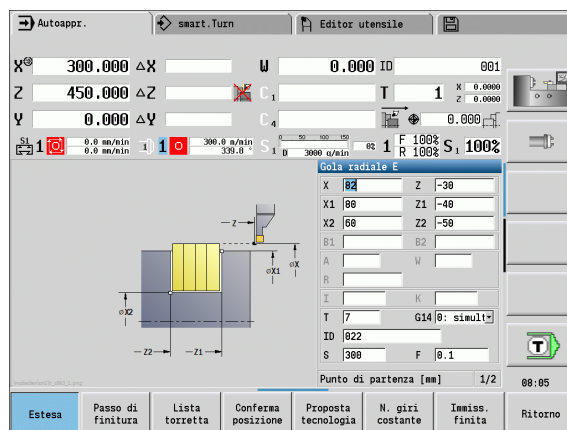 Autoappr. smart.Turn Editor utensile
X 300.000 ΔX W 0.000 ID 001
Z 450.000 ΔZ C 1 T 1 X 0.0000 Z 0.0000
Y 0.000 ΔY C 4 0.000
S1 1 0.0 mm/min 0.0 mm/min 1 300.0 m/min 339.8 ° S 1 0 50 100 150 D 3000 0% 1 F 100% R 100% S1 100%
Gola radiale E
X 82 Z -30
X1 80 Z1 -40
X2 60 Z2 -50
B1 B2
A W
R
I K
T 7 G14 0: simult
ID 022
S 300 F 0.1
Punto di partenza [mm] 1/2
Z
øX1
øX
øX2
Z2 Z1
T
08:05
Estesa
Passo di
finitura
Lista
torretta
Conferma
posizione
Proposta
tecnologia
N. giri
costante
Immiss.
finita
Ritorno